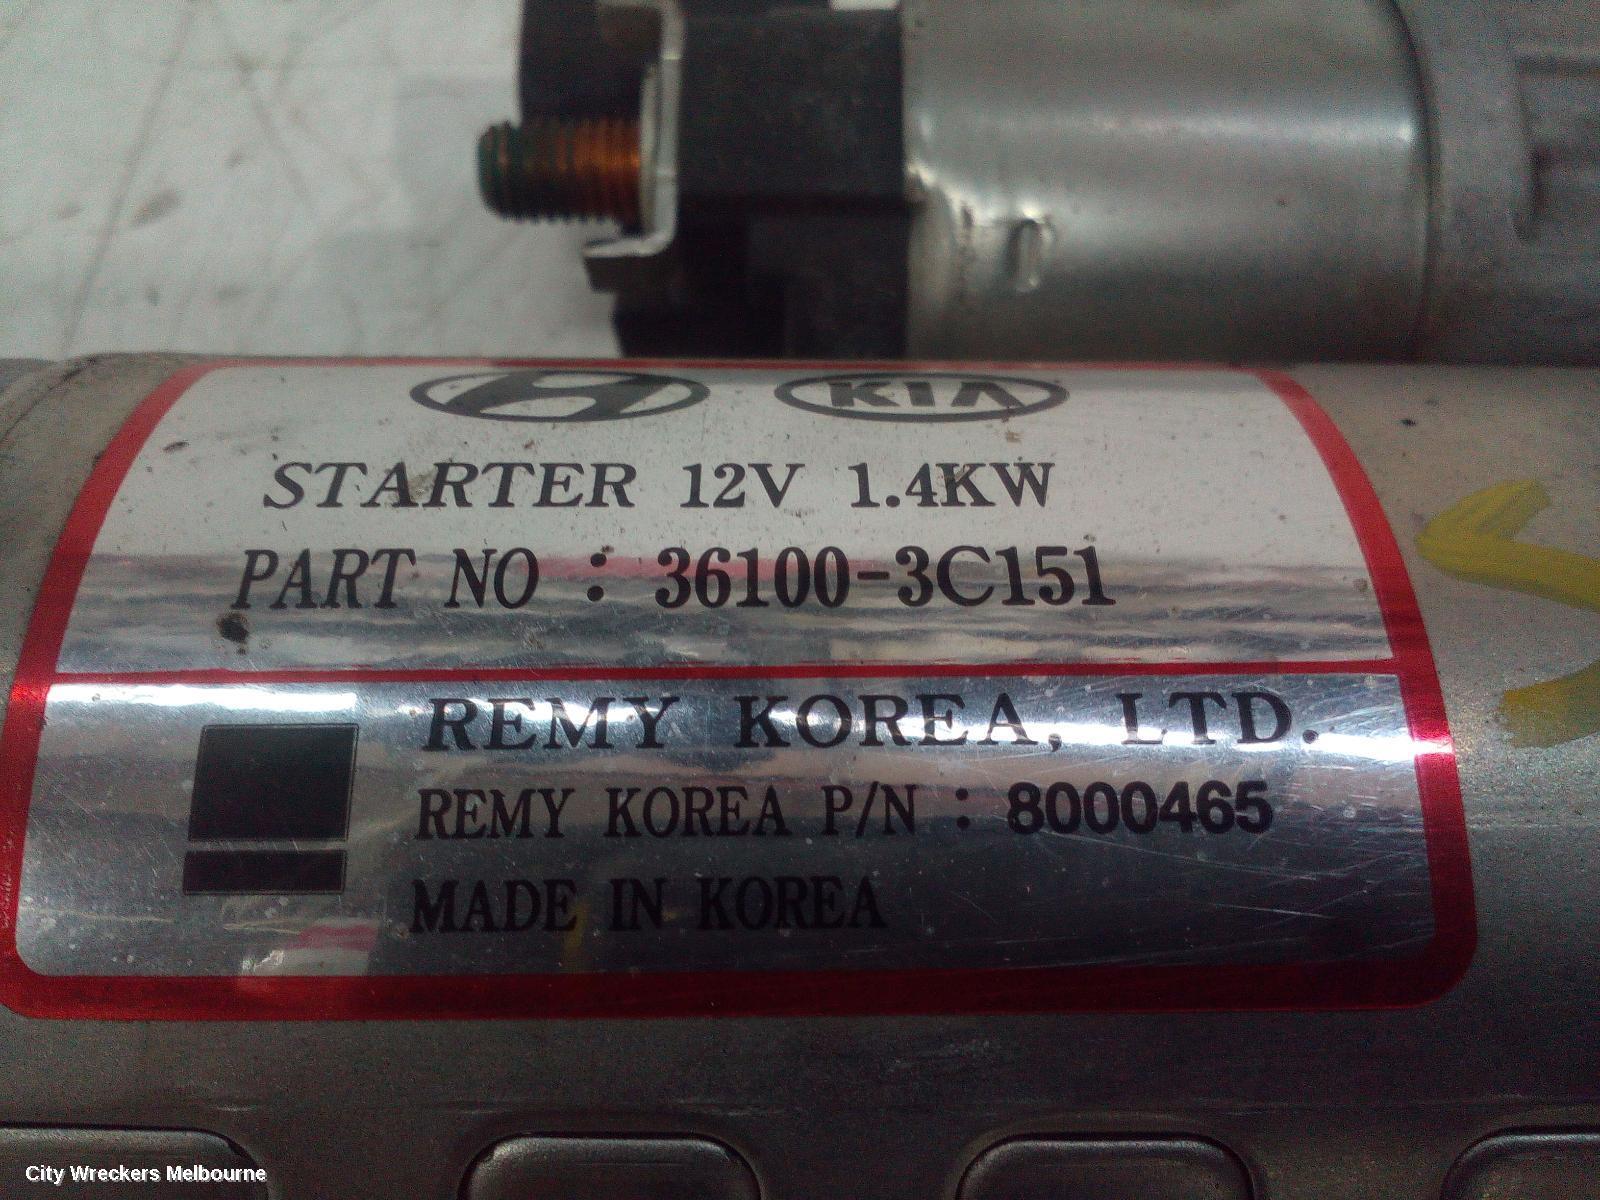 KIA
STARTER 12V 1.4KW
PART NO : 36100-3C151
REMY KOREA, LTD.
REMY KOREA P/N : 8000465
MADE IN KOREA
City Wreckers Melbourne